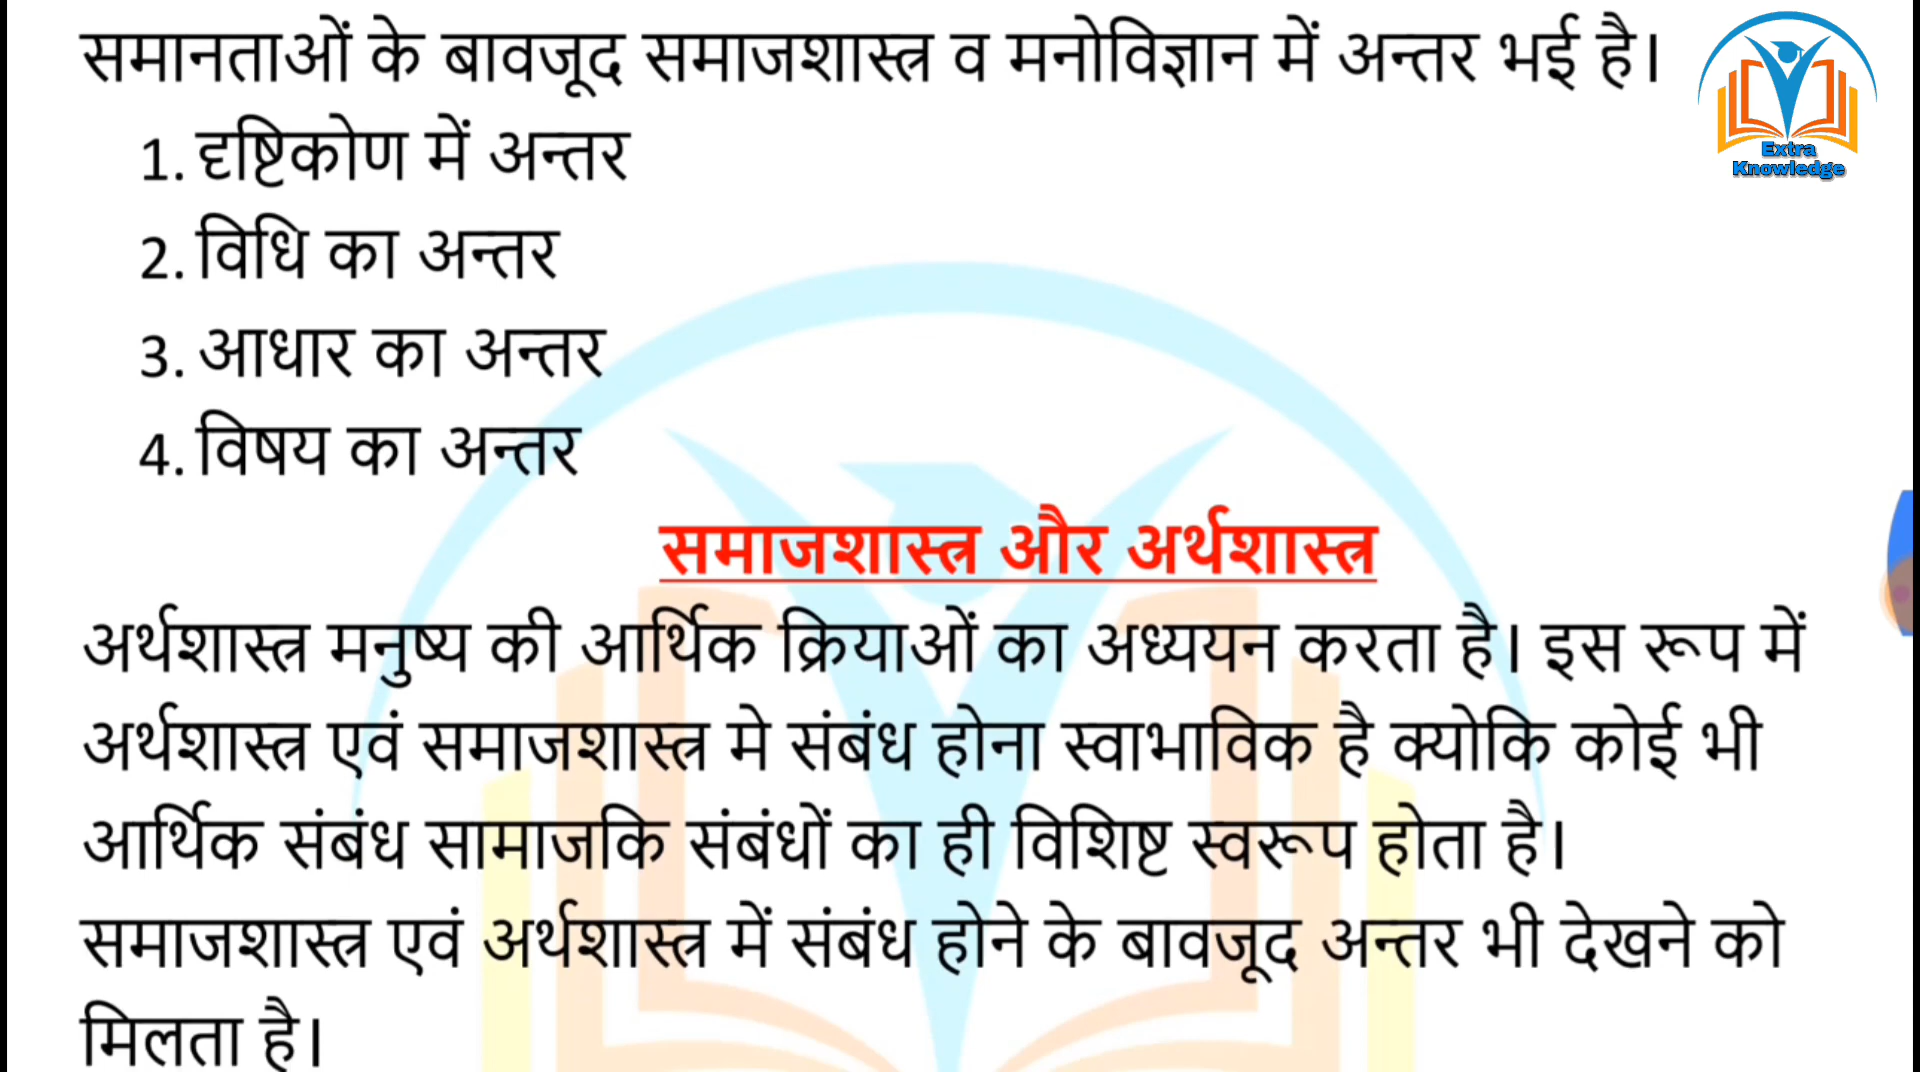 समानताओं के बावजूद समाजशास्त्र व मनोविज्ञान में अन्तर भई है।
Extra
Knowledge
1. दृष्टिकोण में अन्तर
2. विधि का अन्तर
3. आधार का अन्तर
4. विषय का अन्तर
समाजशास्त्र और अर्थशास्त्र
अर्थशास्त्र मनुष्य की आर्थिक क्रियाओं का अध्ययन करता है। इस रूप में
अर्थशास्त्र एवं समाजशास्त्र मे संबंध होना स्वाभाविक है क्योकि कोई भी
आर्थिक संबंध सामाजकि संबंधों का ही विशिष्ट स्वरूप होता है।
समाजशास्त्र एवं अर्थशास्त्र में संबंध होने के बावजूद अन्तर भी देखने को
मिलता है।